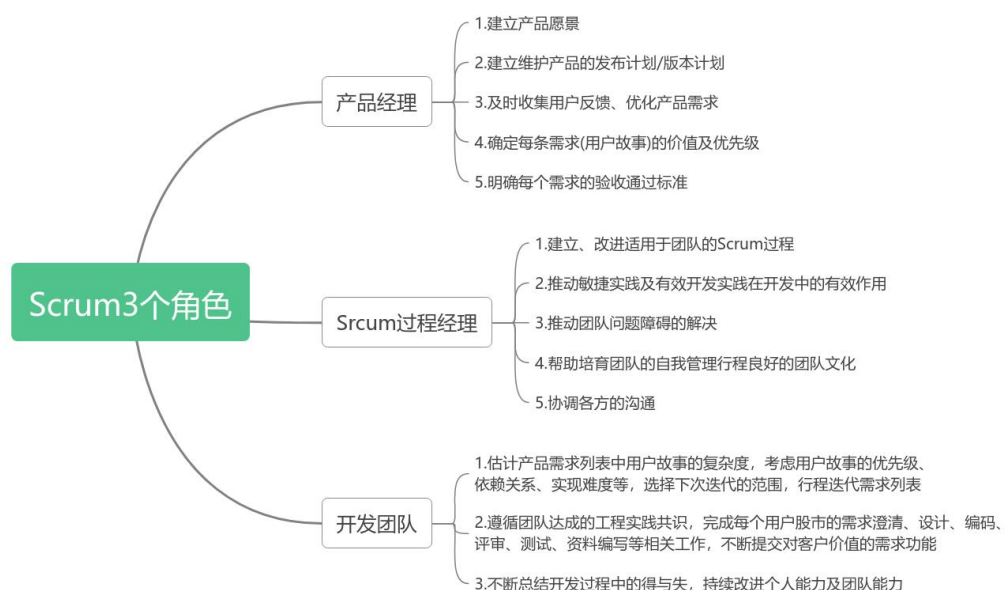 Scrum3个角色
产品经理
1.建立产品愿景
2.建立维护产品的发布计划/版本计划
3.及时收集用户反馈、优化产品需求
4.确定每条需求(用户故事)的价值及优先级
5.明确每个需求的验收通过标准
Srcum过程经理
1.建立、改进适用于团队的Scrum过程
2.推动敏捷实践及有效开发实践在开发中的有效作用
3.推动团队问题障碍的解决
4.帮助培育团队的自我管理行程良好的团队文化
5.协调各方的沟通
开发团队
1.估计产品需求列表中用户故事的复杂度，考虑用户故事的优先级、
依赖关系、实现难度等，选择下次迭代的范围，行程迭代需求列表
2.遵循团队达成的工程实践共识，完成每个用户股市的需求澄清、设计、编码、
评审、测试、资料编写等相关工作，不断提交对客户价值的需求功能
3.不断总结开发过程中的得与失，持续改进个人能力及团队能力